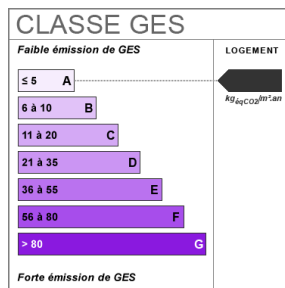 CLASSE GES
Faible émission de GES
LOGEMENT
≤ 5 A
6 à 10 B
11 à 20 C
21 à 35 D
36 à 55 E
56 à 80 F
> 80 G
kgéqCO2/m².an
Forte émission de GES